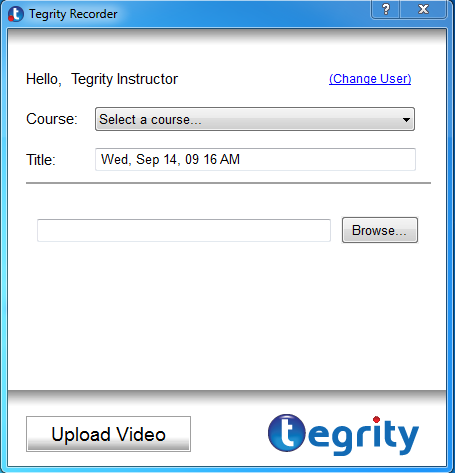 Tegrity Recorder
Hello, Tegrity Instructor (Change User)
Course: Select a course...
Title: Wed, Sep 14, 09 16 AM
Browse...
Upload Video
tegrity